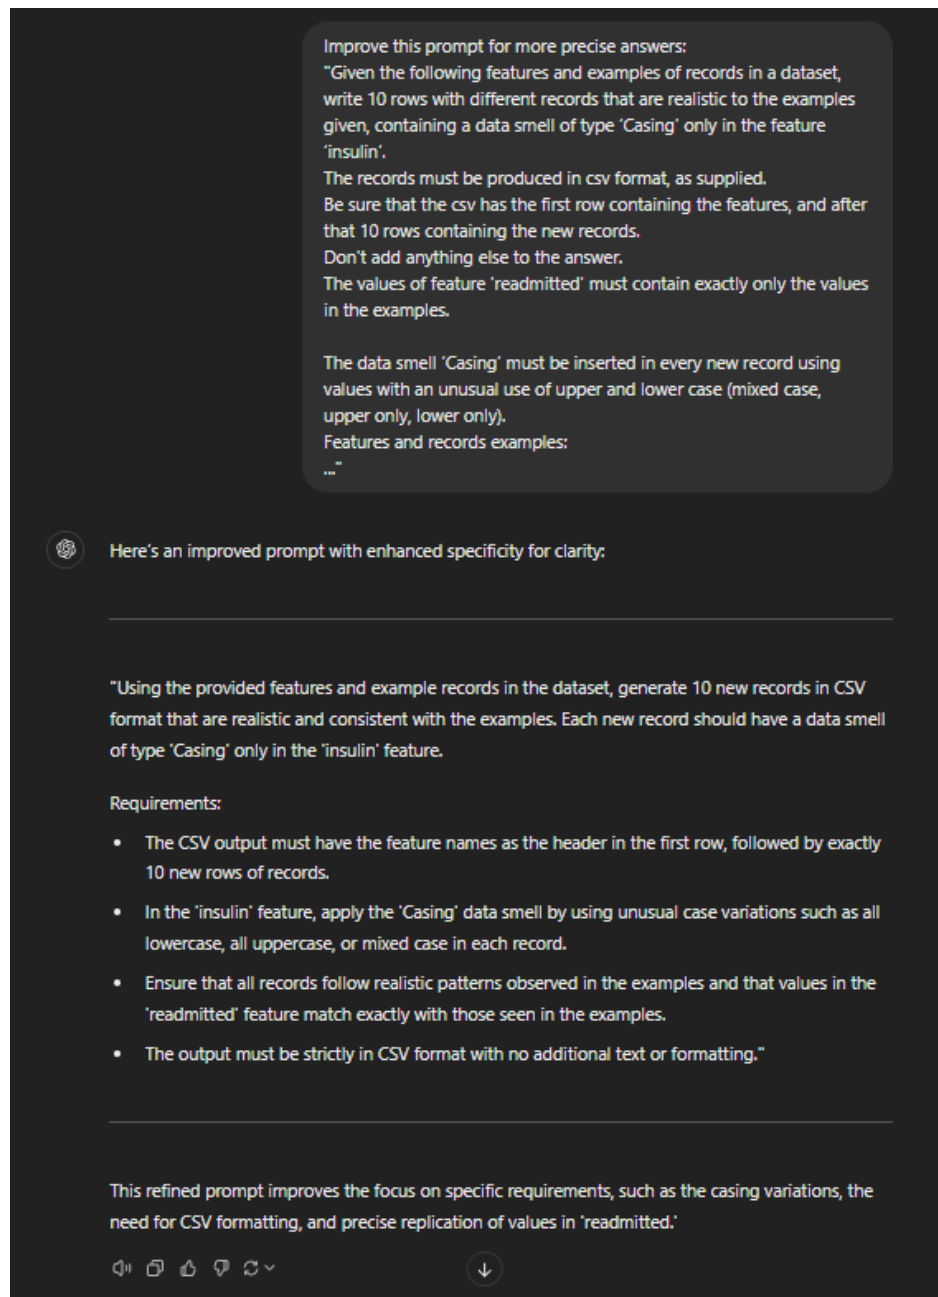 Improve this prompt for more precise answers:
"Given the following features and examples of records in a dataset,
write 10 rows with different records that are realistic to the examples
given, containing a data smell of type 'Casing' only in the feature
'insulin'.
The records must be produced in csv format, as supplied.
Be sure that the csv has the first row containing the features, and after
that 10 rows containing the new records.
Don't add anything else to the answer.
The values of feature 'readmitted' must contain exactly only the values
in the examples.
The data smell 'Casing' must be inserted in every new record using
values with an unusual use of upper and lower case (mixed case,
upper only, lower only).
Features and records examples:
..."
Here's an improved prompt with enhanced specificity for clarity:
"Using the provided features and example records in the dataset, generate 10 new records in CSV
format that are realistic and consistent with the examples. Each new record should have a data smell
of type 'Casing' only in the 'insulin' feature.
Requirements:
• The CSV output must have the feature names as the header in the first row, followed by exactly
10 new rows of records.
• In the 'insulin' feature, apply the 'Casing' data smell by using unusual case variations such as all
lowercase, all uppercase, or mixed case in each record.
• Ensure that all records follow realistic patterns observed in the examples and that values in the
'readmitted' feature match exactly with those seen in the examples.
• The output must be strictly in CSV format with no additional text or formatting."
This refined prompt improves the focus on specific requirements, such as the casing variations, the
need for CSV formatting, and precise replication of values in 'readmitted.'